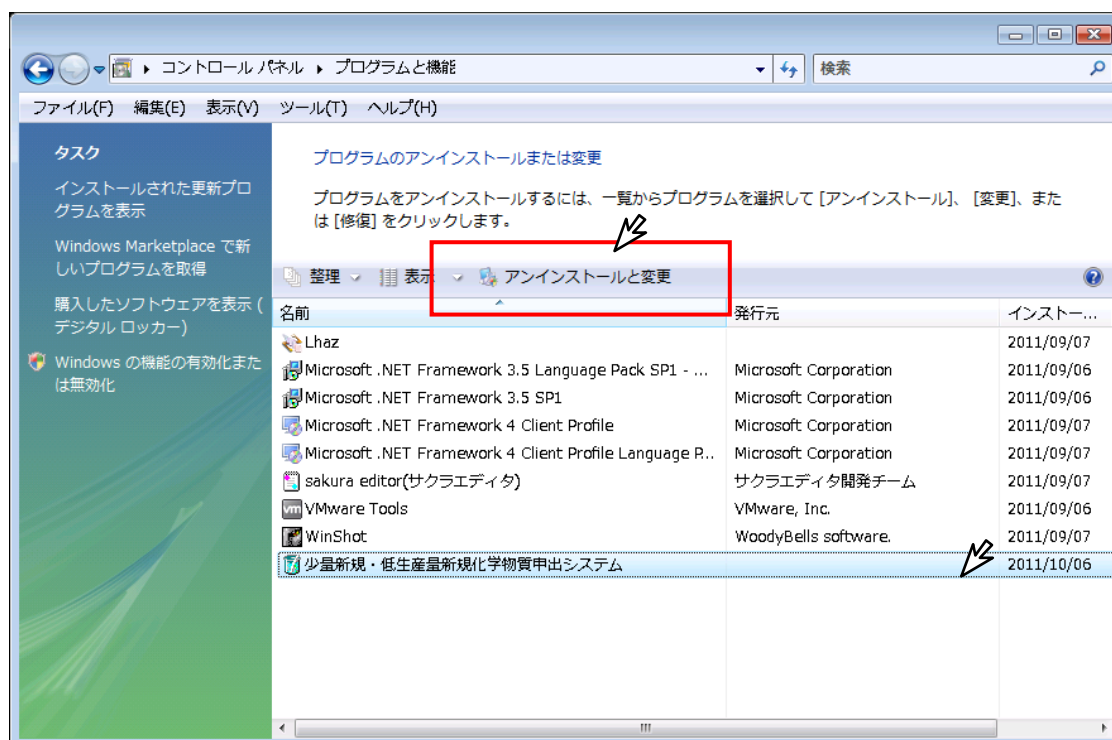 コントロール パネル ▸ プログラムと機能
検索
ファイル(F) 編集(E) 表示(V) ツール(T) ヘルプ(H)
タスク
インストールされた更新プロ
グラムを表示
Windows Marketplace で新
しいプログラムを取得
購入したソフトウェアを表示 (
デジタル ロッカー)
Windows の機能の有効化また
は無効化
プログラムのアンインストールまたは変更
プログラムをアンインストールするには、一覧からプログラムを選択して [アンインストール]、[変更]、また
は [修復] をクリックします。
整理 表示 アンインストールと変更
名前 発行元 インストー...
Lhaz 2011/09/07
Microsoft .NET Framework 3.5 Language Pack SP1 - ... Microsoft Corporation 2011/09/06
Microsoft .NET Framework 3.5 SP1 Microsoft Corporation 2011/09/06
Microsoft .NET Framework 4 Client Profile Microsoft Corporation 2011/09/07
Microsoft .NET Framework 4 Client Profile Language P... Microsoft Corporation 2011/09/07
sakura editor(サクラエディタ) サクラエディタ開発チーム 2011/09/07
VMware Tools VMware, Inc. 2011/09/06
WinShot WoodyBells software. 2011/09/07
少量新規・低生産量新規化学物質申出システム 2011/10/06